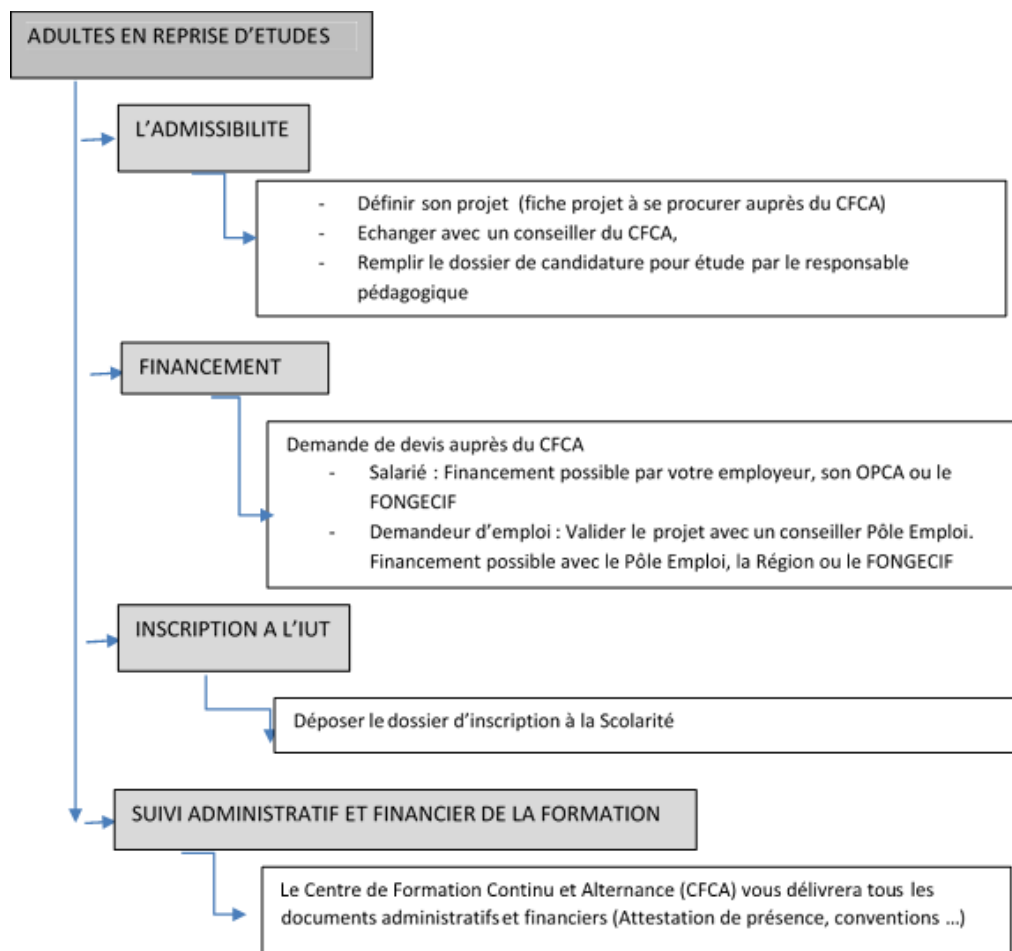 ADULTES EN REPRISE D'ETUDES
L'ADMISSIBILITE
- Définir son projet (fiche projet à se procurer auprès du CFCA)
- Echanger avec un conseiller du CFCA,
- Remplir le dossier de candidature pour étude par le responsable
pédagogique
FINANCEMENT
Demande de devis auprès du CFCA
- Salarié : Financement possible par votre employeur, son OPCA ou le
FONGECIF
- Demandeur d'emploi : Valider le projet avec un conseiller Pôle Emploi.
Financement possible avec le Pôle Emploi, la Région ou le FONGECIF
INSCRIPTION A L'IUT
Déposer le dossier d'inscription à la Scolarité
SUIVI ADMINISTRATIF ET FINANCIER DE LA FORMATION
Le Centre de Formation Continu et Alternance (CFCA) vous délivrera tous les
documents administratifs et financiers (Attestation de présence, conventions ...)